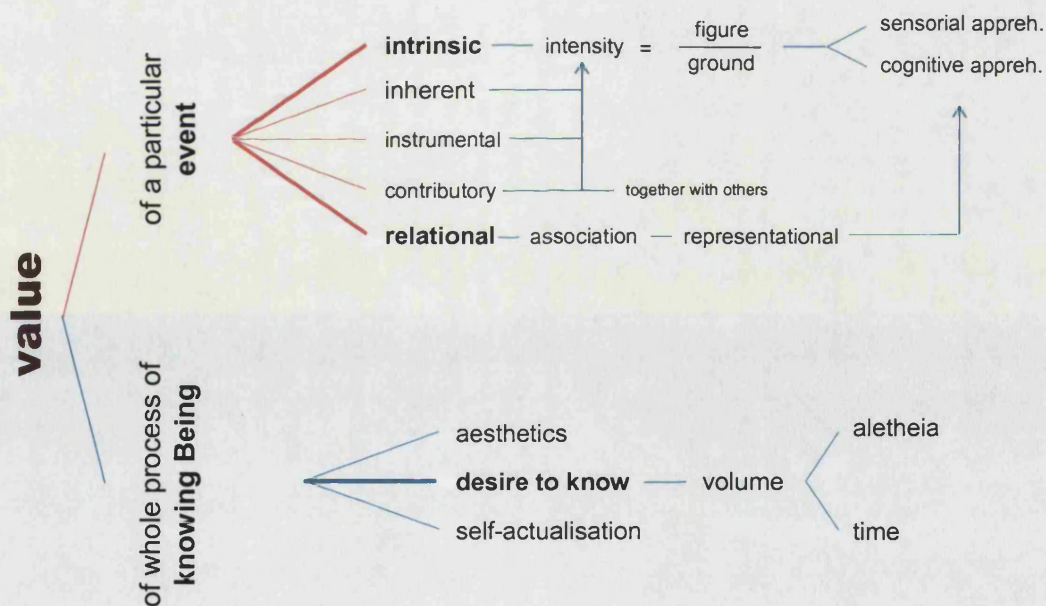 value
of a particular
event
intrinsic intensity = figure
ground
sensorial appreh.
cognitive appreh.
inherent
instrumental
contributory together with others
relational association representational
of whole process of
knowing Being
aesthetics
desire to know volume
self-actualisation
aletheia
time